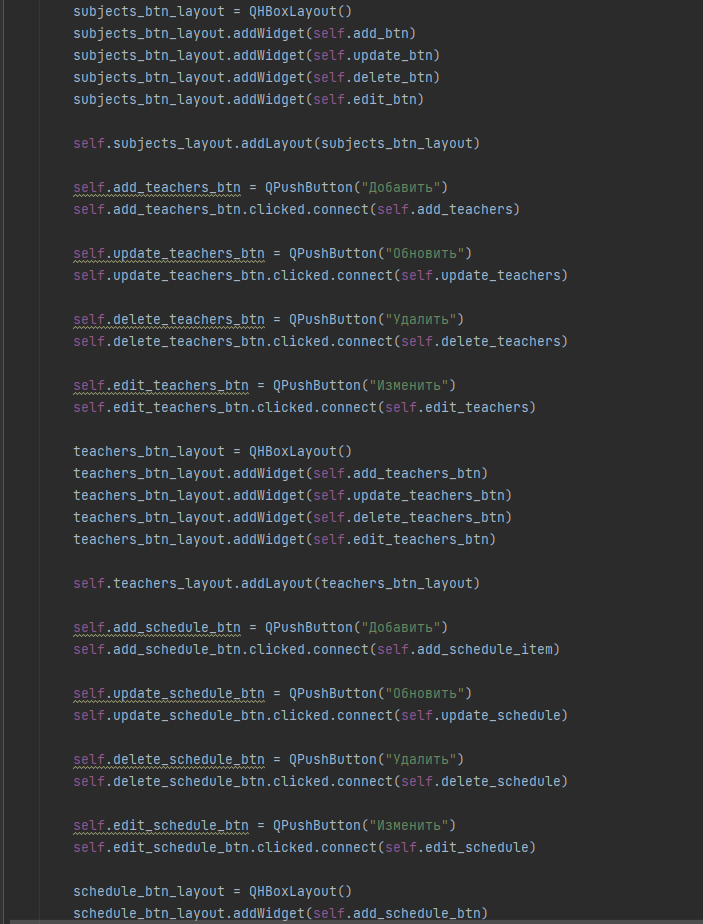 subjects_btn_layout = QHBoxLayout()
subjects_btn_layout.addWidget(self.add_btn)
subjects_btn_layout.addWidget(self.update_btn)
subjects_btn_layout.addWidget(self.delete_btn)
subjects_btn_layout.addWidget(self.edit_btn)
self.subjects_layout.addLayout(subjects_btn_layout)
self.add_teachers_btn = QPushButton("Добавить")
self.add_teachers_btn.clicked.connect(self.add_teachers)
self.update_teachers_btn = QPushButton("Обновить")
self.update_teachers_btn.clicked.connect(self.update_teachers)
self.delete_teachers_btn = QPushButton("Удалить")
self.delete_teachers_btn.clicked.connect(self.delete_teachers)
self.edit_teachers_btn = QPushButton("Изменить")
self.edit_teachers_btn.clicked.connect(self.edit_teachers)
teachers_btn_layout = QHBoxLayout()
teachers_btn_layout.addWidget(self.add_teachers_btn)
teachers_btn_layout.addWidget(self.update_teachers_btn)
teachers_btn_layout.addWidget(self.delete_teachers_btn)
teachers_btn_layout.addWidget(self.edit_teachers_btn)
self.teachers_layout.addLayout(teachers_btn_layout)
self.add_schedule_btn = QPushButton("Добавить")
self.add_schedule_btn.clicked.connect(self.add_schedule_item)
self.update_schedule_btn = QPushButton("Обновить")
self.update_schedule_btn.clicked.connect(self.update_schedule)
self.delete_schedule_btn = QPushButton("Удалить")
self.delete_schedule_btn.clicked.connect(self.delete_schedule)
self.edit_schedule_btn = QPushButton("Изменить")
self.edit_schedule_btn.clicked.connect(self.edit_schedule)
schedule_btn_layout = QHBoxLayout()
schedule_btn_layout.addWidget(self.add_schedule_btn)